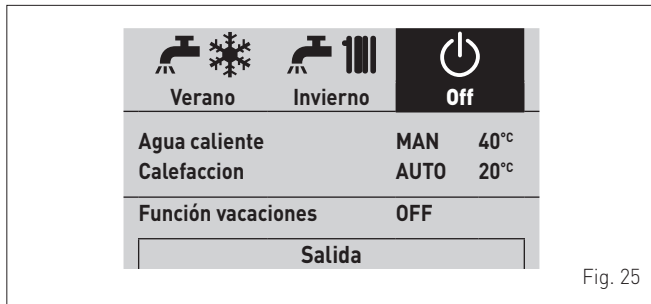 Verano Invierno Off
Agua caliente MAN 40°C
Calefaccion AUTO 20°C
Función vacaciones OFF
Salida
Fig. 25